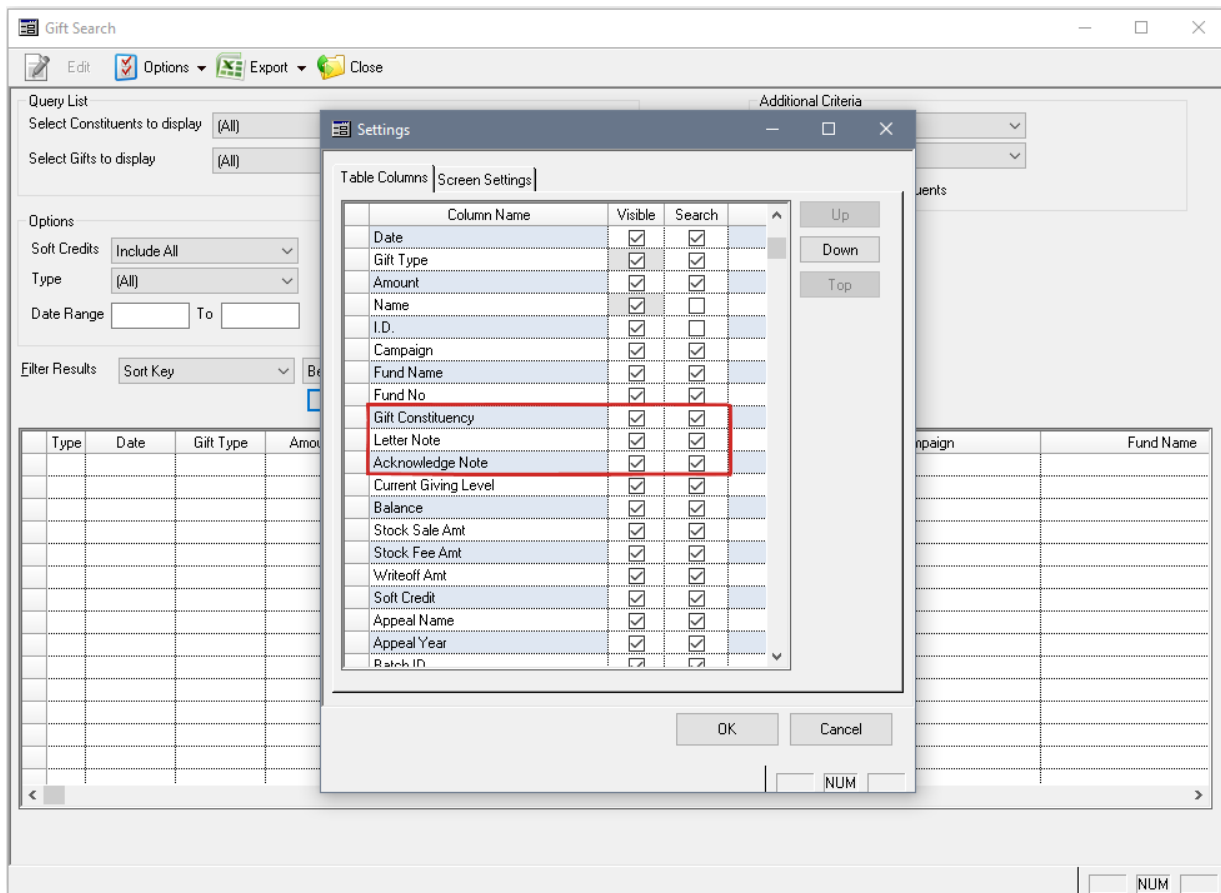 Gift Search
Edit Options Export Close
Query List
Select Constituents to display (All)
Select Gifts to display (All)
Additional Criteria
Options
Soft Credits Include All
Type (All)
Date Range To
Filter Results Sort Key Be
Type Date Gift Type Amou
Fund Name
Settings
Table Columns Screen Settings
Column Name Visible Search
Date
Gift Type
Amount
Name
I.D.
Campaign
Fund Name
Fund No
Gift Constituency
Letter Note
Acknowledge Note
Current Giving Level
Balance
Stock Sale Amt
Stock Fee Amt
Writeoff Amt
Soft Credit
Appeal Name
Appeal Year
Batch ID
Up
Down
Top
OK Cancel
NUM
NUM